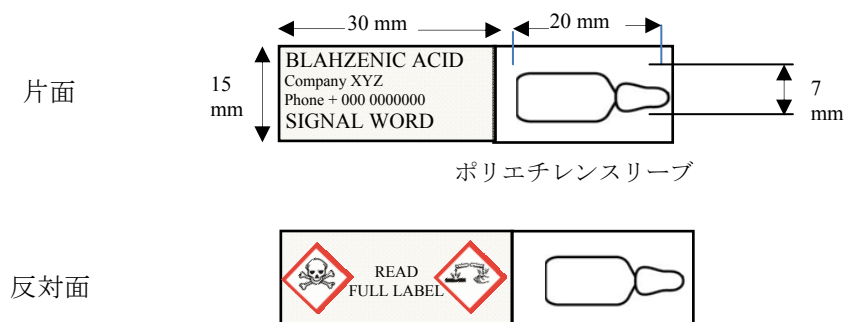 30 mm
20 mm
片面
15 mm
BLAHZENIC ACID
Company XYZ
Phone + 000 0000000
SIGNAL WORD
7 mm
ポリエチレンスリーブ
反対面
READ
FULL LABEL